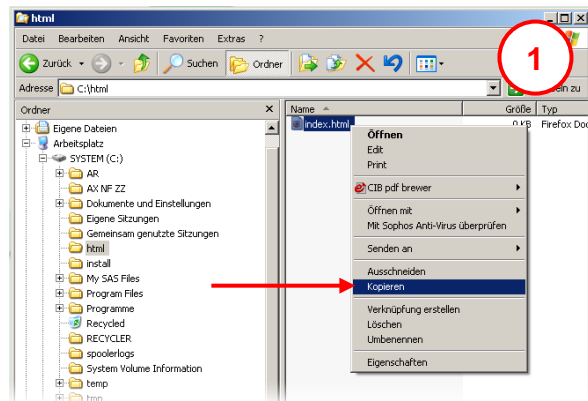 html
Datei Bearbeiten Ansicht Favoriten Extras ?
Zurück Suchen Ordner
1
Adresse C:\html ln zu
Ordner x Name Größe Typ
Eigene Dateien
index.html 0 KB Firefox Doc
Arbeitsplatz
SYSTEM (C:)
AR
AX NF ZZ
Dokumente und Einstellungen
Eigene Sitzungen
Gemeinsam genutzte Sitzungen
html
install
My SAS Files
Program Files
Programme
Recycled
RECYCLER
spoolerlogs
System Volume Information
temp
tmp
Öffnen
Edit
Print
CIB pdf brewer
Öffnen mit
Mit Sophos Anti-Virus überprüfen
Senden an
Ausschneiden
Kopieren
Verknüpfung erstellen
Löschen
Umbenennen
Eigenschaften